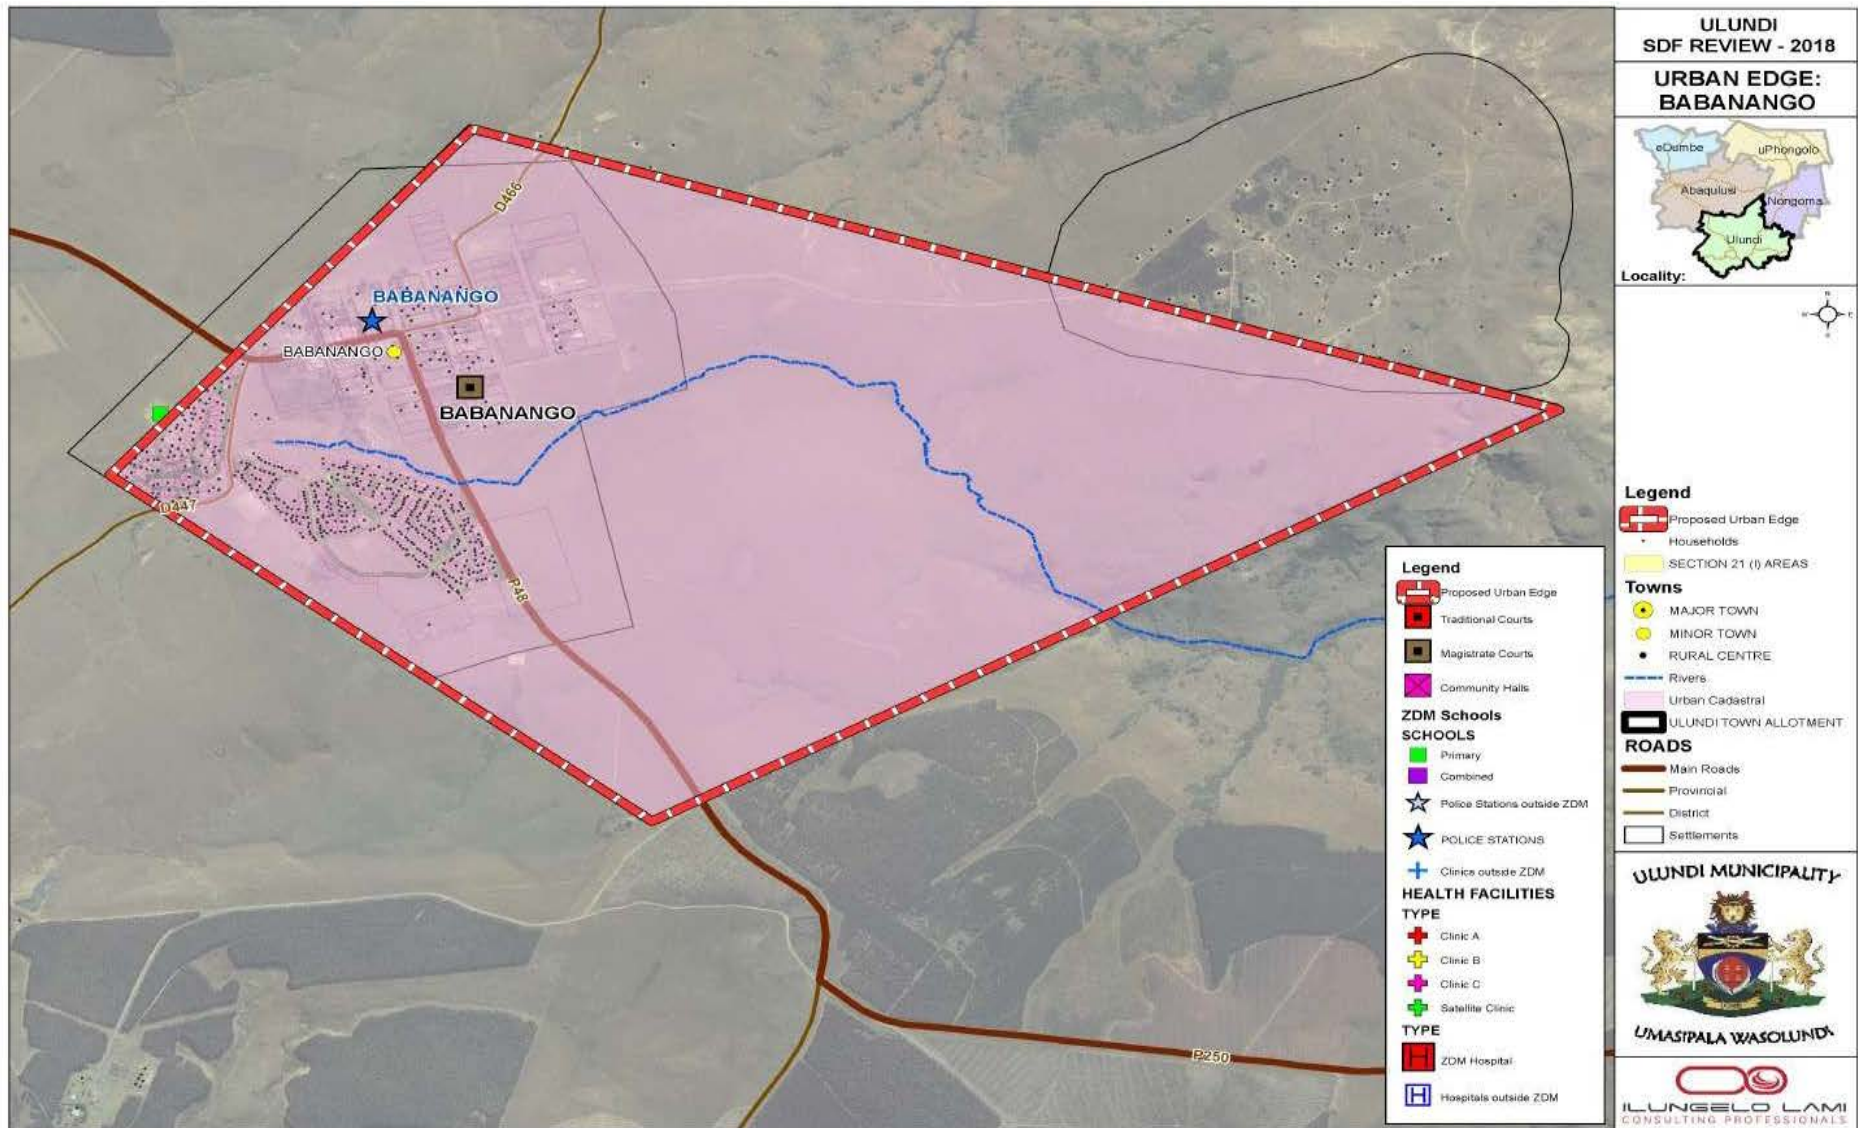 ULUNDI
SDF REVIEW - 2018
URBAN EDGE:
BABANANGO
eDumbe
uPhongolo
Abaqulusi
Nongoma
Ulundi
Locality:
N
W
E
S
D466
BABANANGO
BABANANGO
BABANANGO
D447
P48
P250
Legend
Proposed Urban Edge
Traditional Courts
Magistrate Courts
Community Halls
ZDM Schools
SCHOOLS
Primary
Combined
Police Stations outside ZDM
POLICE STATIONS
Clinics outside ZDM
HEALTH FACILITIES
TYPE
Clinic A
Clinic B
Clinic C
Satellite Clinic
TYPE
H ZDM Hospital
H Hospitals outside ZDM
Legend
Proposed Urban Edge
Households
SECTION 21 (I) AREAS
Towns
MAJOR TOWN
MINOR TOWN
RURAL CENTRE
Rivers
Urban Cadastral
ULUNDI TOWN ALLOTMENT
ROADS
Main Roads
Provincial
District
Settlements
ULUNDI MUNICIPALITY
UMASIPALA WASOLUNDI
ILUNGELO LAMI
CONSULTING PROFESSIONALS